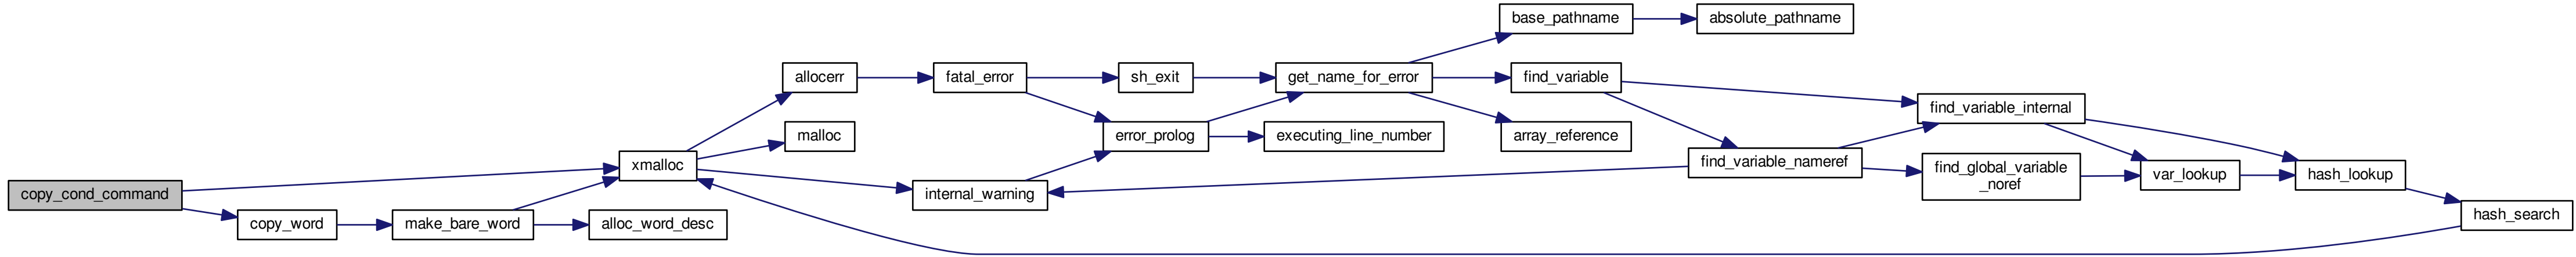 copy_cond_command
copy_word
make_bare_word
xmalloc
alloc_word_desc
allocerr
malloc
internal_warning
fatal_error
sh_exit
error_prolog
get_name_for_error
executing_line_number
base_pathname
find_variable
array_reference
absolute_pathname
find_variable_nameref
find_variable_internal
find_global_variable
_noref
var_lookup
hash_lookup
hash_search